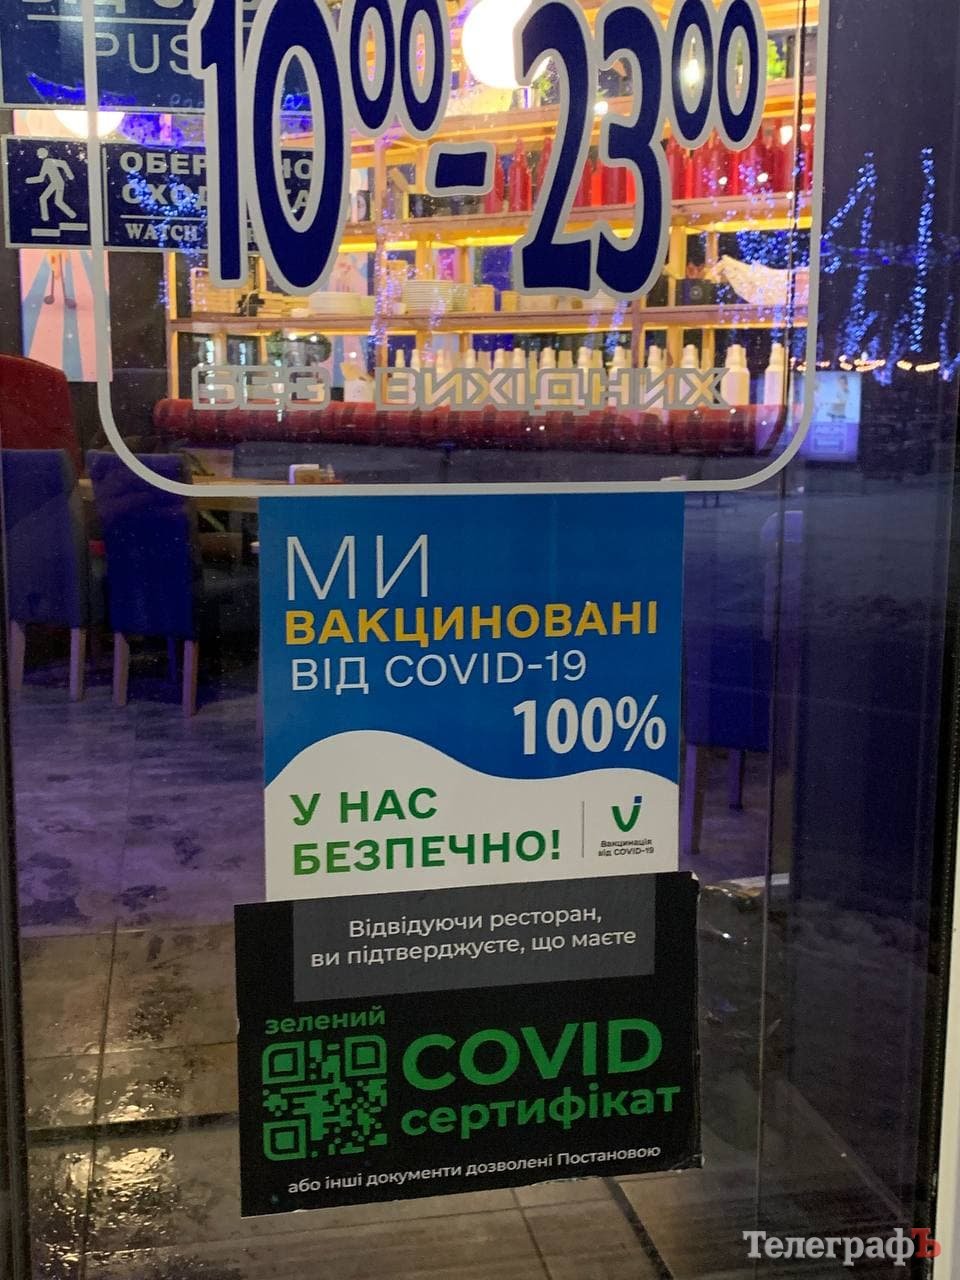 PUS
10⁰⁰-23⁰⁰
WATCH
БЕЗ ВИХІДНИХ
МИ
ВАКЦИНОВАНІ
ВІД COVID-19
100%
У НАС
БЕЗПЕЧНО!
Вакцинація
від COVID-19
Відвідуючи ресторан,
ви підтверджуєте, що маєте
зелений
COVID
сертифікат
або інші документи дозволені Постановою
ТелеграфЪ